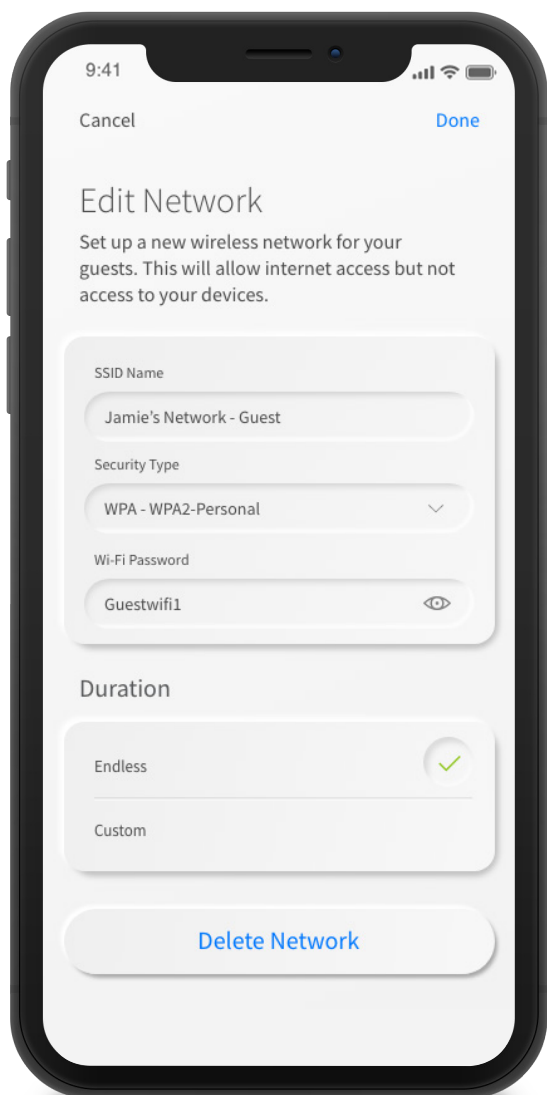 9:41
Cancel
Done
Edit Network
Set up a new wireless network for your
guests. This will allow internet access but not
access to your devices.
SSID Name
Jamie’s Network - Guest
Security Type
WPA - WPA2-Personal
Wi-Fi Password
Guestwifi1
Duration
Endless
Custom
Delete Network